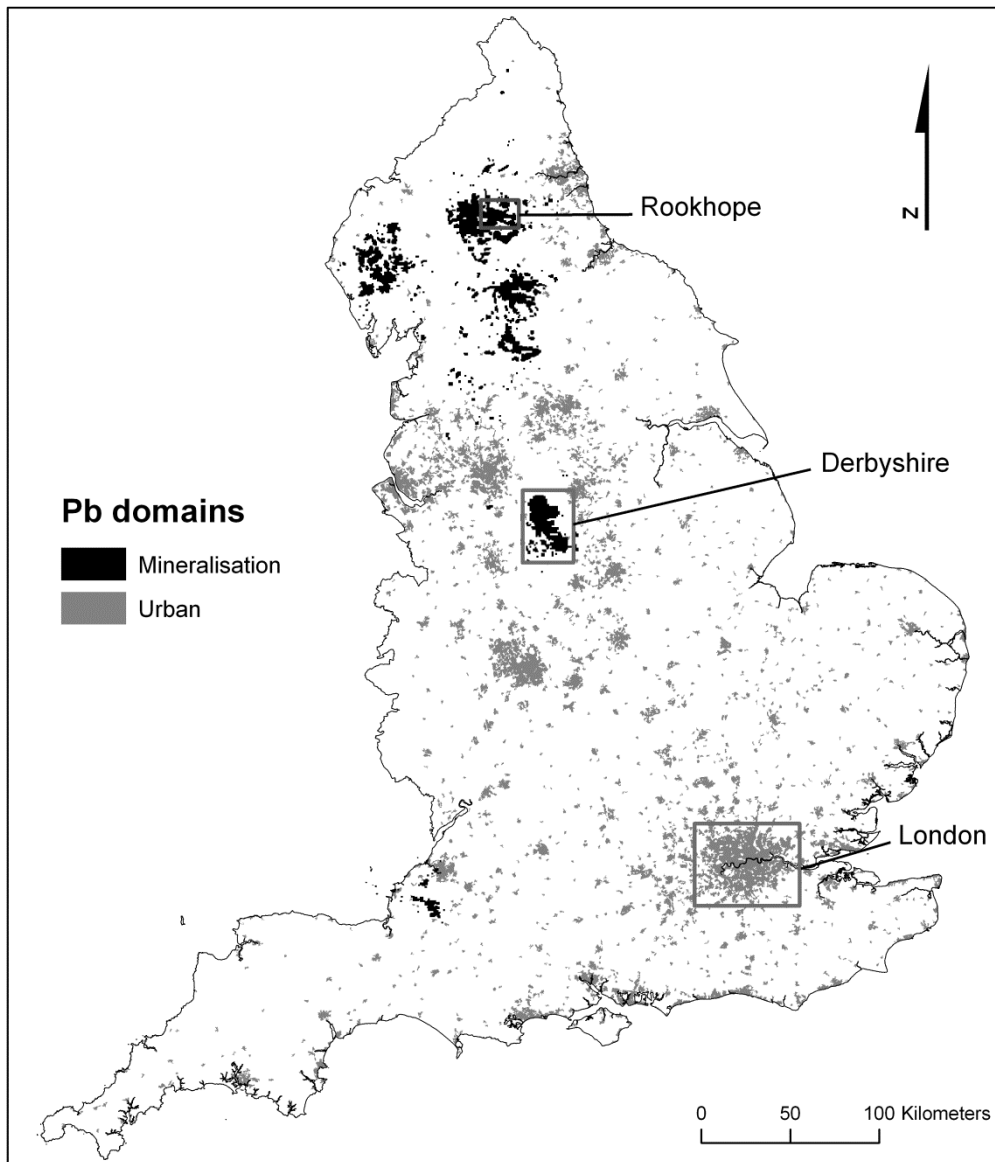 N
Rookhope
Derbyshire
Pb domains
Mineralisation
Urban
London
0 50 100 Kilometers